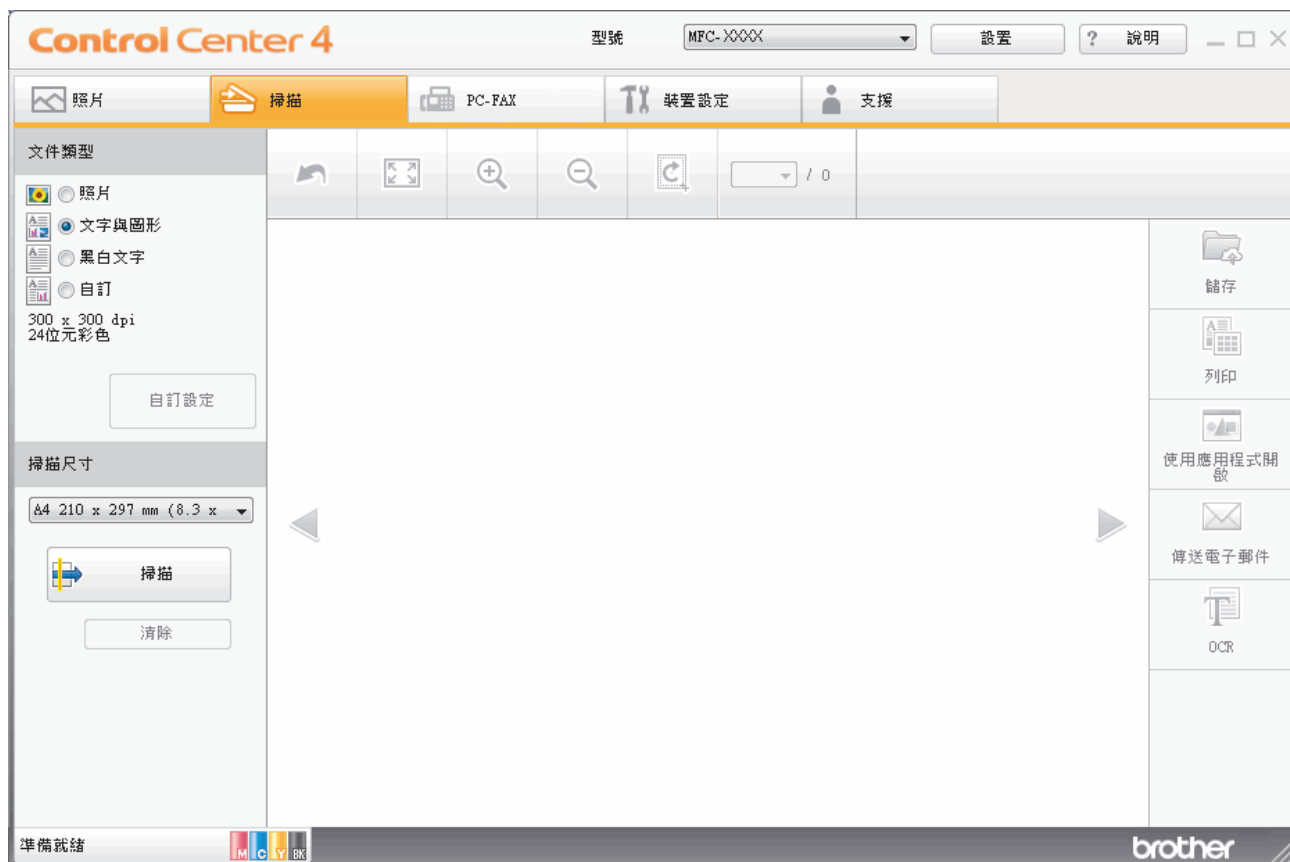 Control Center 4
型號
MFC-XXXX
設置
? 說明
照片
掃描
PC-FAX
裝置設定
支援
文件類型
照片
文字與圖形
黑白文字
自訂
300 x 300 dpi
24位元彩色
自訂設定
/ 0
掃描尺寸
A4 210 x 297 mm (8.3 x
掃描
清除
儲存
列印
使用應用程式開
啟
傳送電子郵件
OCR
準備就緒
M C Y BK
brother